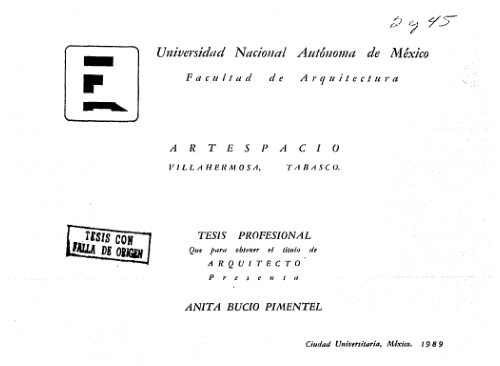 2 ej 45
Universidad Nacional Autónoma de México
Facultad de Arquitectura
ARTESPACIO
VILLAHERMOSA, TABASCO.
TESIS CON
FALLA DE ORIGEN
TESIS PROFESIONAL
Que para obtener el título de
ARQUITECTO
Presenta
ANITA BUCIO PIMENTEL
Ciudad Universitaria, México. 1989